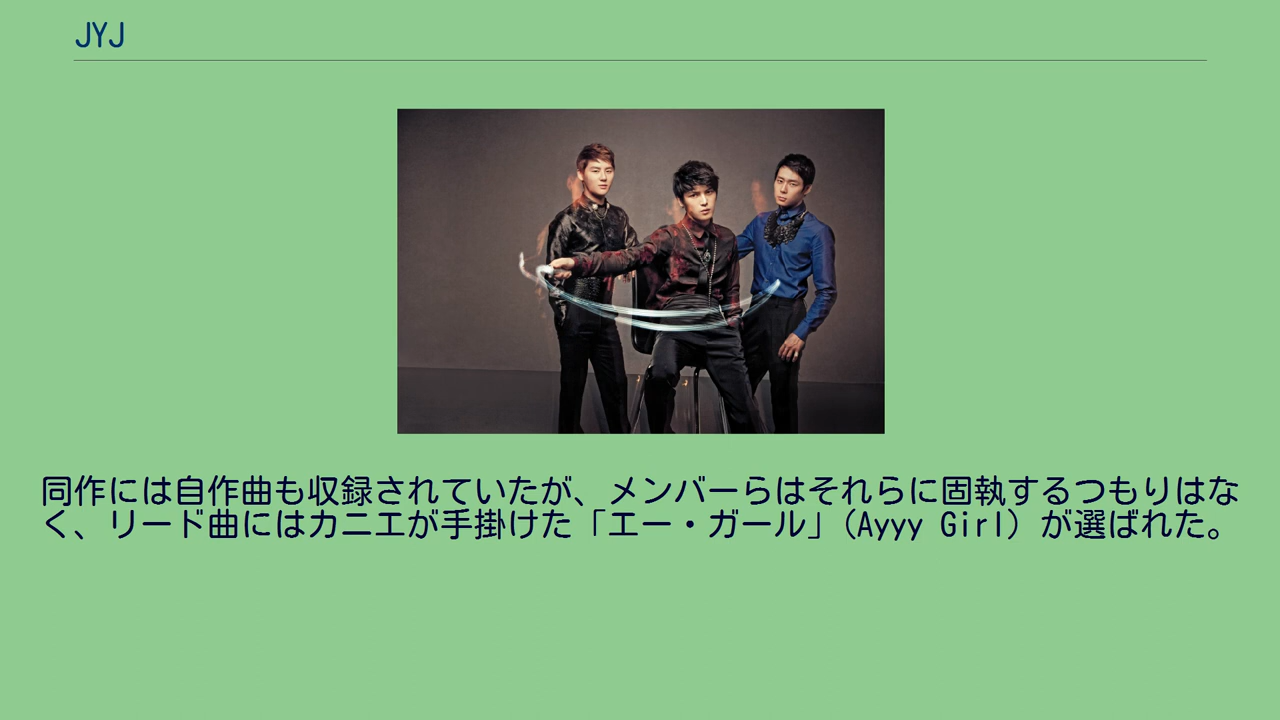 JYJ
同作には自作曲も収録されていたが、メンバーらはそれらに固執するつもりはな
く、リード曲にはカニエが手掛けた「エー・ガール」(Ayyy Girl) が選ばれた。